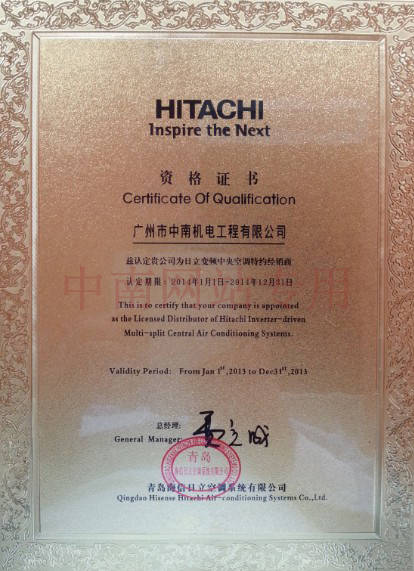 HITACHI
Inspire the Next
资格证书
Certificate Of Qualification
广州市中南机电工程有限公司
兹认定贵公司为日立变频中央空调特约经销商
认定期限：2014年1月1日-2014年12月31日
This is to certify that your company is appointed
as the Licensed Distributor of Hitachi Inverter-driven
Multi-split Central Air Conditioning Systems.
Validity Period: From Jan 1st,2013 to Dec31st,2013
总经理:
General Manager:
青岛
青岛海信日立空调系统有限公司
Qingdao Hisense Hitachi Air-conditioning Systems Co.,Ltd.